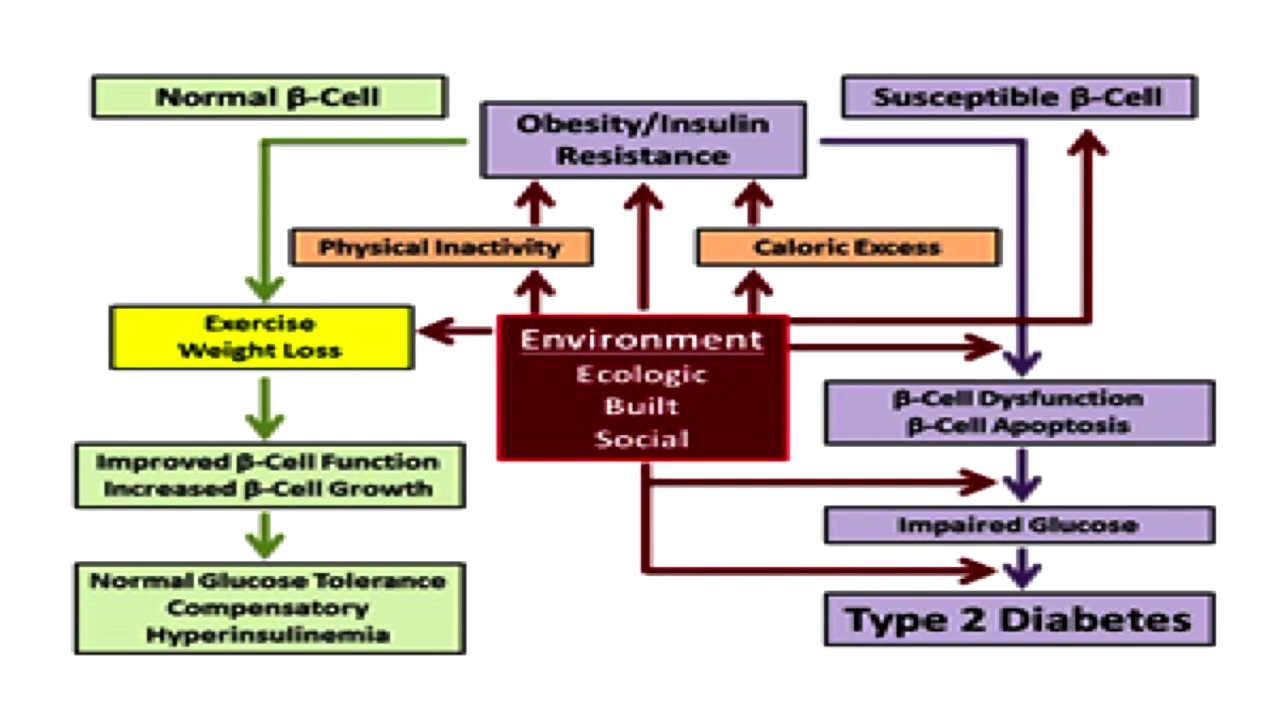 Normal β-Cell
Susceptible β-Cell
Obesity/Insulin
Resistance
Physical Inactivity
Caloric Excess
Exercise
Weight Loss
Environment
Ecologic
Built
Social
β-Cell Dysfunction
β-Cell Apoptosis
Improved β-Cell Function
Increased β-Cell Growth
Impaired Glucose
Normal Glucose Tolerance
Compensatory
Hyperinsulinemia
Type 2 Diabetes